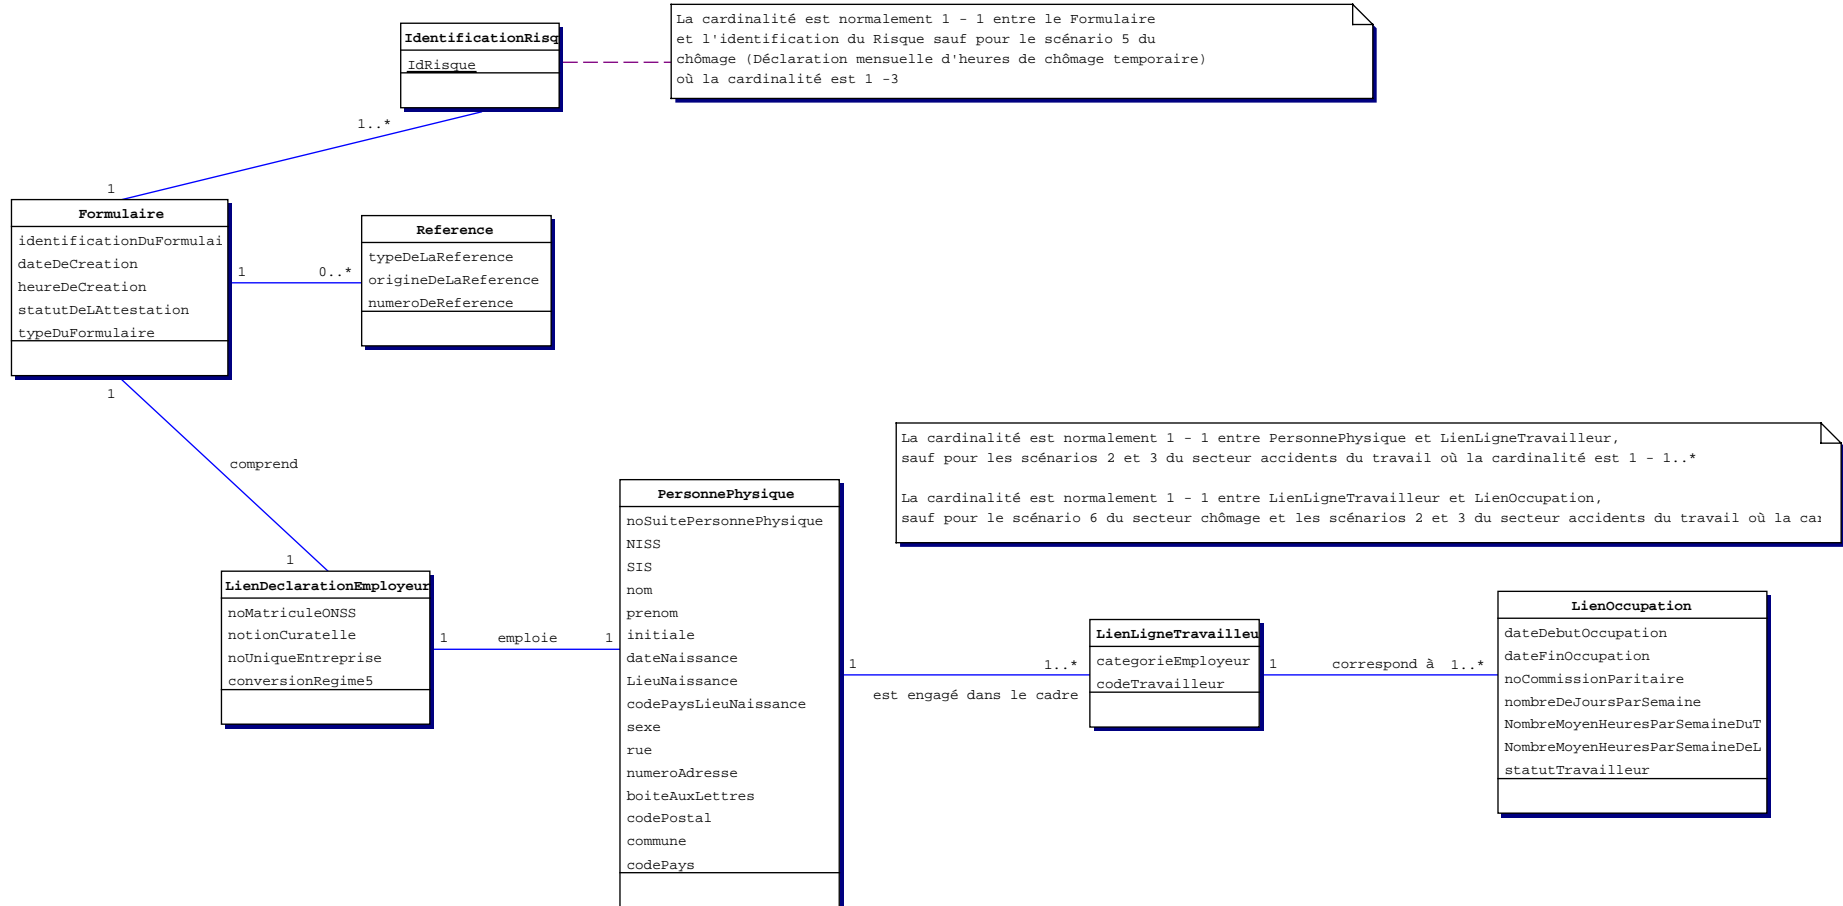 IdentificationRisq
IdRisque
La cardinalité est normalement 1 - 1 entre le Formulaire
et l'identification du Risque sauf pour le scénario 5 du
chômage (Déclaration mensuelle d'heures de chômage temporaire)
où la cardinalité est 1 -3
1..*
1
Formulaire
identificationDuFormulai
dateDeCreation
heureDeCreation
statutDeLAttestation
typeDuFormulaire
1
0..*
Reference
typeDeLaReference
origineDeLaReference
numeroDeReference
1
comprend
1
LienDeclarationEmployeur
noMatriculeONSS
notionCuratelle
noUniqueEntreprise
conversionRegime5
1
emploie
1
PersonnePhysique
noSuitePersonnePhysique
NISS
SIS
nom
prenom
initiale
dateNaissance
LieuNaissance
codePaysLieuNaissance
sexe
rue
numeroAdresse
boiteAuxLettres
codePostal
commune
codePays
La cardinalité est normalement 1 - 1 entre PersonnePhysique et LienLigneTravailleur,
sauf pour les scénarios 2 et 3 du secteur accidents du travail où la cardinalité est 1 - 1..*
La cardinalité est normalement 1 - 1 entre LienLigneTravailleur et LienOccupation,
sauf pour le scénario 6 du secteur chômage et les scénarios 2 et 3 du secteur accidents du travail où la
1
1..*
est engagé dans le cadre
LienLigneTravailleu
categorieEmployeur
codeTravailleur
1
correspond à
1..*
LienOccupation
dateDebutOccupation
dateFinOccupation
noCommissionParitaire
nombreDeJoursParSemaine
NombreMoyenHeuresParSemaineDuT
NombreMoyenHeuresParSemaineDeL
statutTravailleur